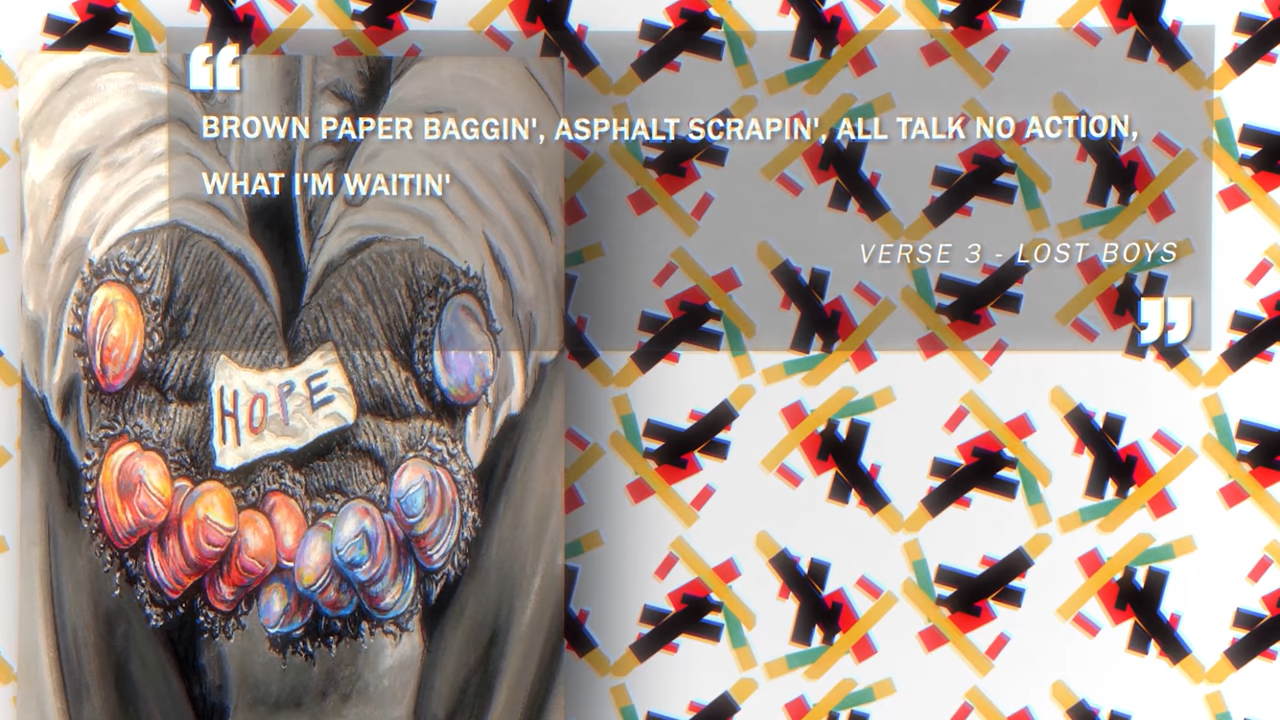 “
BROWN PAPER BAGGIN', ASPHALT SCRAPIN', ALL TALK NO ACTION,
WHAT I'M WAITIN'
VERSE 3 - LOST BOYS
”
HOPE